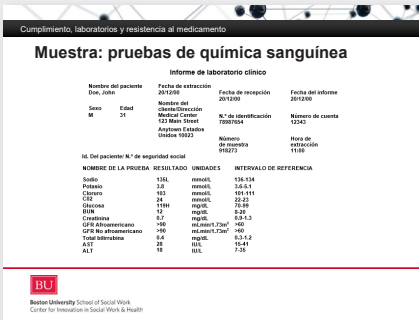 Cumplimiento, laboratorios y resistencia al medicamento
Muestra: pruebas de química sanguínea
Informe de laboratorio clínico
Nombre del paciente
Doe, John
Fecha de extracción
20/12/00
Fecha de recepción
20/12/00
Fecha del informe
20/12/00
Sexo Edad
M 31
Nombre del
cliente/Dirección
Medical Center
123 Main Street
Anytown Estados
Unidos 10023
N.º de identificación
78987654
Número de cuenta
12343
Número
de muestra
918273
Hora de
extracción
11:00
Id. Del paciente/ N.º de seguridad social
NOMBRE DE LA PRUEBA RESULTADO UNIDADES INTERVALO DE REFERENCIA
Sodio 135L mmol/L 136-134
Potasio 3.8 mmol/L 3.6-5.1
Cloruro 103 mmol/L 101-111
C02 24 mmol/L 22-23
Glucosa 119H mg/dL 70-99
BUN 12 mg/dL 8-20
Creatinina 0.7 mg/dL 0.9-1.3
GFR Afroamericano >90 mL/min/1.73m² >60
GFR No afroamericano >90 mL/min/1.73m² >60
Total bilirrubina 0.4 mg/dL 0.3-1.2
AST 28 IU/L 15-41
ALT 18 IU/L 7-35
BU
Boston University School of Social Work
Center for Innovation in Social Work & Health